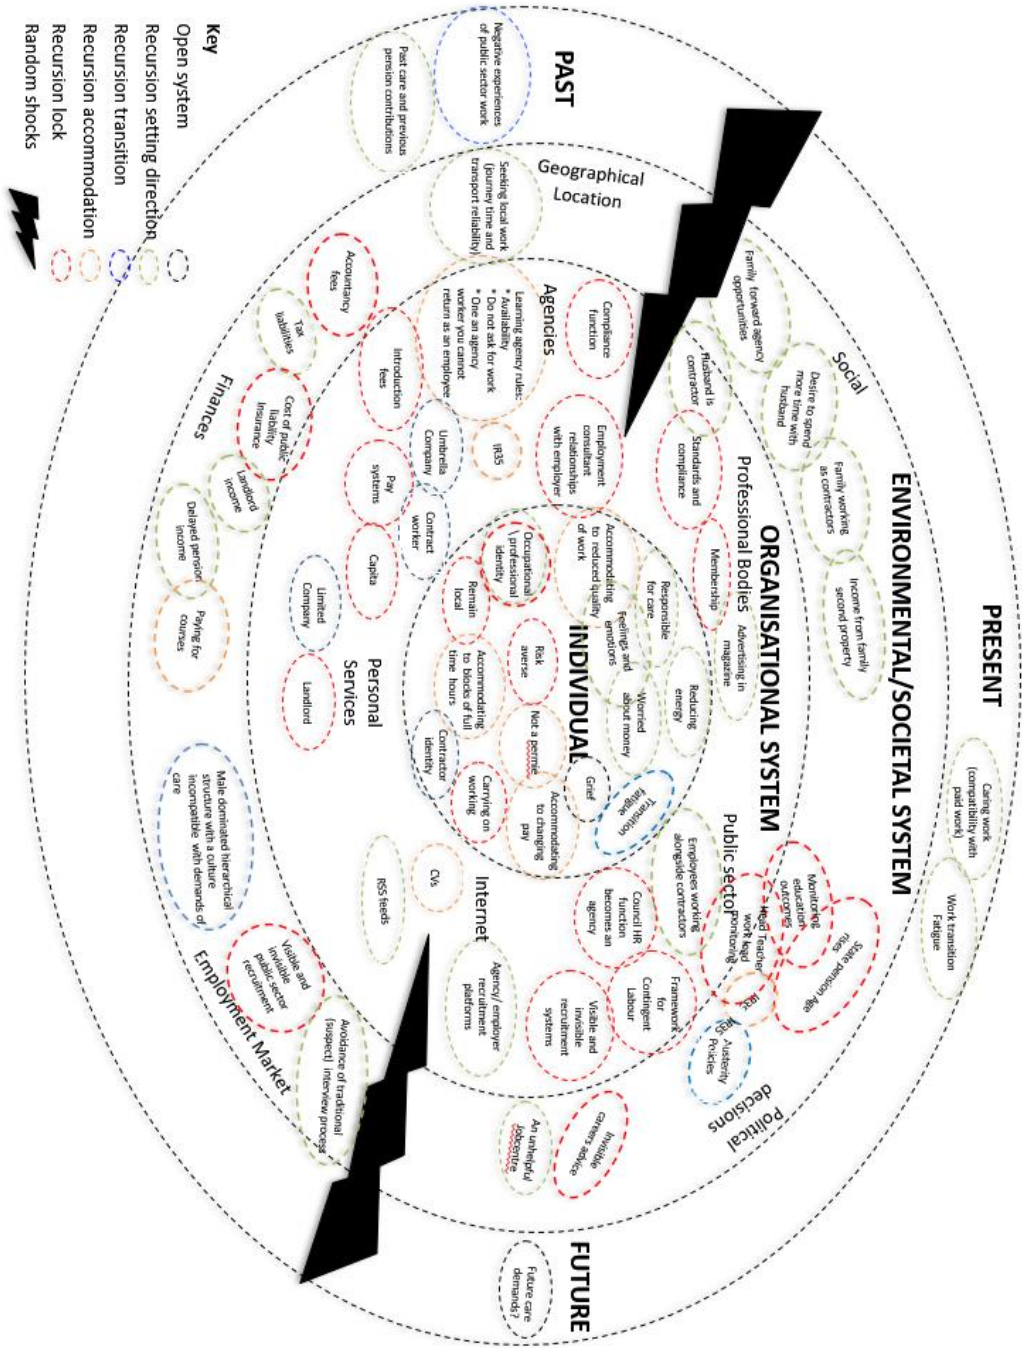 PAST
PRESENT
FUTURE
ENVIRONMENTAL/SOCIETAL SYSTEM
ORGANISATIONAL SYSTEM
INDIVIDUAL
Negative experiences
of public sector work
Past care and previous
pension contributions
Caring work
(compatibility with
paid work)
Work transition
Fatigue
Future care
demands?
Geographical
Location
Seeking local work
(journey time and
transport reliability)
Social
Family forward agency
opportunities
Desire to spend
more time with
husband
Family working
as contractors
Income from family
second property
Husband is
contractor
Political
decisions
Monitoring
education
outcomes
State pension Age
rises
Head Teacher
work load
monitoring
IR35
IR35
Austerity
Policies
Invisible
careers advice
An unhelpful
Jobcentre
Employment Market
Avoidance of traditional
(suspect) interview process
Visible and
invisible
public sector
recruitment
Male dominated hierarchical
structure with a culture
incompatible with demands of
care
Finances
Accountancy
fees
Tax
liabilities
Cost of public
liability
Insurance
Landlord
income
Delayed pension
income
Paying for
courses
Agencies
Compliance
function
Learning agency rules:
* Availability
* Do not ask for work
* One an agency
worker you cannot
return as an employee
Introduction
fees
Employment
consultant
relationships
with employer
IR35
Umbrella
Company
Pay
systems
Contract
worker
Capita
Limited
Company
Landlord
Personal
Services
Professional Bodies
Standards and
compliance
Membership
Advertising in
magazine
Public sector
Employees working
alongside contractors
Council HR
function
becomes an
agency
Framework
for
Contingent
Labour
Visible and
invisible
recruitment
systems
Internet
Agency/ employer
recruitment
platforms
CVs
RSS feeds
Accommodating
to reduced quality
of work
Responsible
for care
Feelings and
emotions
Reducing
energy
Worried
about money
Occupational
\ professional
identity
Remain
local
Risk
averse
Accommodating
to blocks of full
time hours
Not a permie
Grief
Transition
fatigue
Contractor
identity
Carrying on
working
Accommodating
to changing
pay
Key
Open system
Recursion setting direction
Recursion transition
Recursion accommodation
Recursion lock
Random shocks